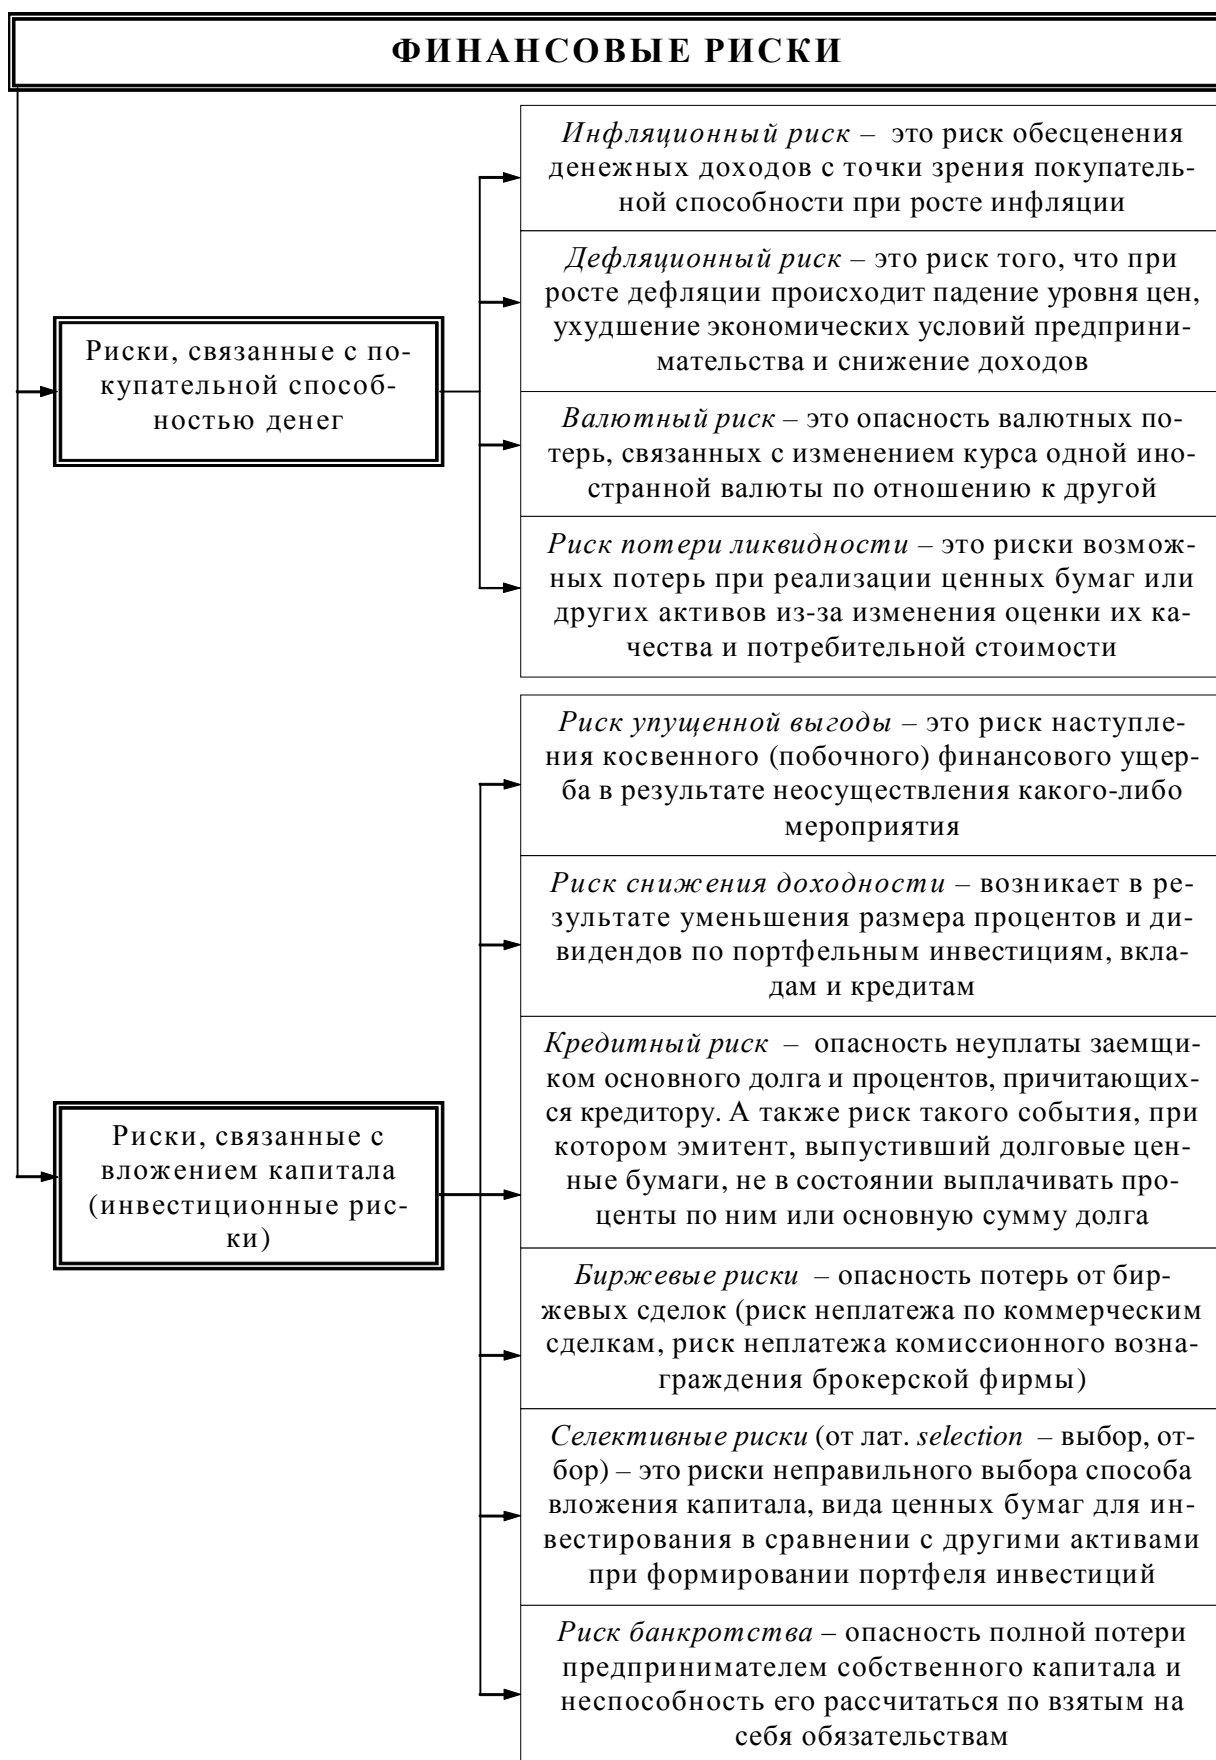 ФИНАНСОВЫЕ РИСКИ
Риски, связанные с по-
купательной способ-
ностью денег
Инфляционный риск – это риск обесценения
денежных доходов с точки зрения покупатель-
ной способности при росте инфляции
Дефляционный риск – это риск того, что при
росте дефляции происходит падение уровня цен,
ухудшение экономических условий предприни-
мательства и снижение доходов
Валютный риск – это опасность валютных по-
терь, связанных с изменением курса одной ино-
странной валюты по отношению к другой
Риск потери ликвидности – это риски возмож-
ных потерь при реализации ценных бумаг или
других активов из-за изменения оценки их ка-
чества и потребительной стоимости
Риски, связанные с
вложением капитала
(инвестиционные рис-
ки)
Риск упущенной выгоды – это риск наступле-
ния косвенного (побочного) финансового ущер-
ба в результате неосуществления какого-либо
мероприятия
Риск снижения доходности – возникает в ре-
зультате уменьшения размера процентов и ди-
видендов по портфельным инвестициям, вкла-
дам и кредитам
Кредитный риск – опасность неуплаты заемщи-
ком основного долга и процентов, причитающих-
ся кредитору. А также риск такого события, при
котором эмитент, выпустивший долговые цен-
ные бумаги, не в состоянии выплачивать про-
центы по ним или основную сумму долга
Биржевые риски – опасность потерь от бир-
жевых сделок (риск неплатежа по коммерческим
сделкам, риск неплатежа комиссионного возна-
граждения брокерской фирмы)
Селективные риски (от лат. selection – выбор, от-
бор) – это риски неправильного выбора способа
вложения капитала, вида ценных бумаг для ин-
вестирования в сравнении с другими активами
при формировании портфеля инвестиций
Риск банкротства – опасность полной потери
предпринимателем собственного капитала и
неспособность его рассчитаться по взятым на
себя обязательствам